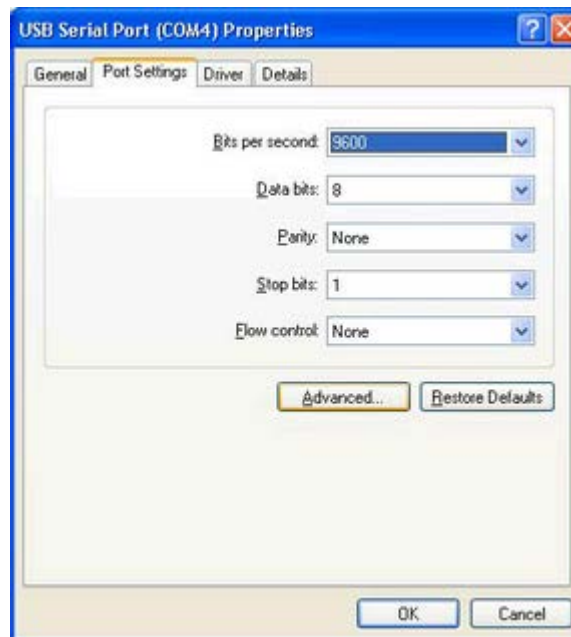 USB Serial Port (COM4) Properties
General Port Settings Driver Details
Bits per second: 9600
Data bits: 8
Parity: None
Stop bits: 1
Flow control: None
Advanced... Restore Defaults
OK Cancel